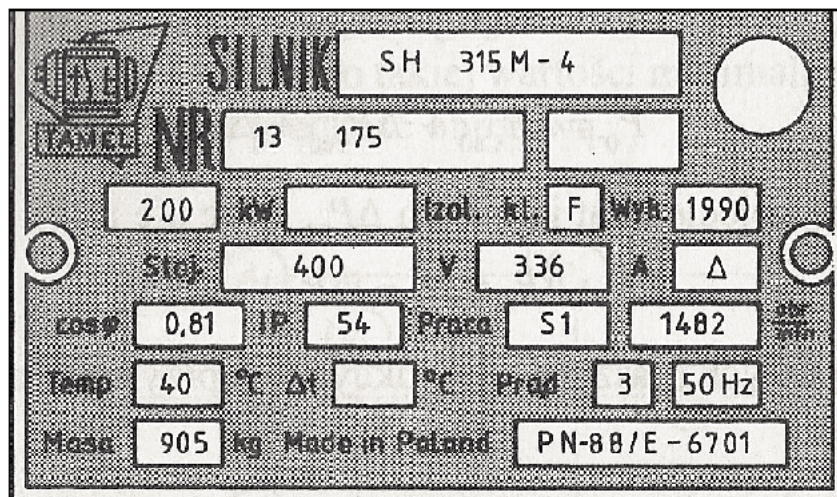 SILNIK SH 315M-4
TAMEL NR 13 175
200 kW Izol. kl. F Wyk. 1990
Stoj. 400 V 336 A Δ
cosφ 0,81 IP 54 Praca S1 1482 obr/min
Temp 40 °C Δt °C Prąd 3 50 Hz
Masa 905 kg Made in Poland PN-88/E-6701